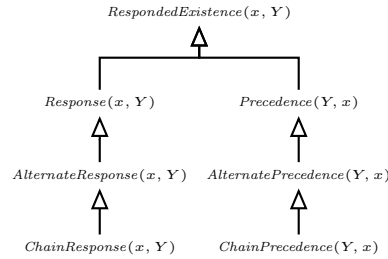 RespondedExistence(x, Y)
Response(x, Y) Precedence(Y, x)
AlternateResponse(x, Y) AlternatePrecedence(Y, x)
ChainResponse(x, Y) ChainPrecedence(Y, x)